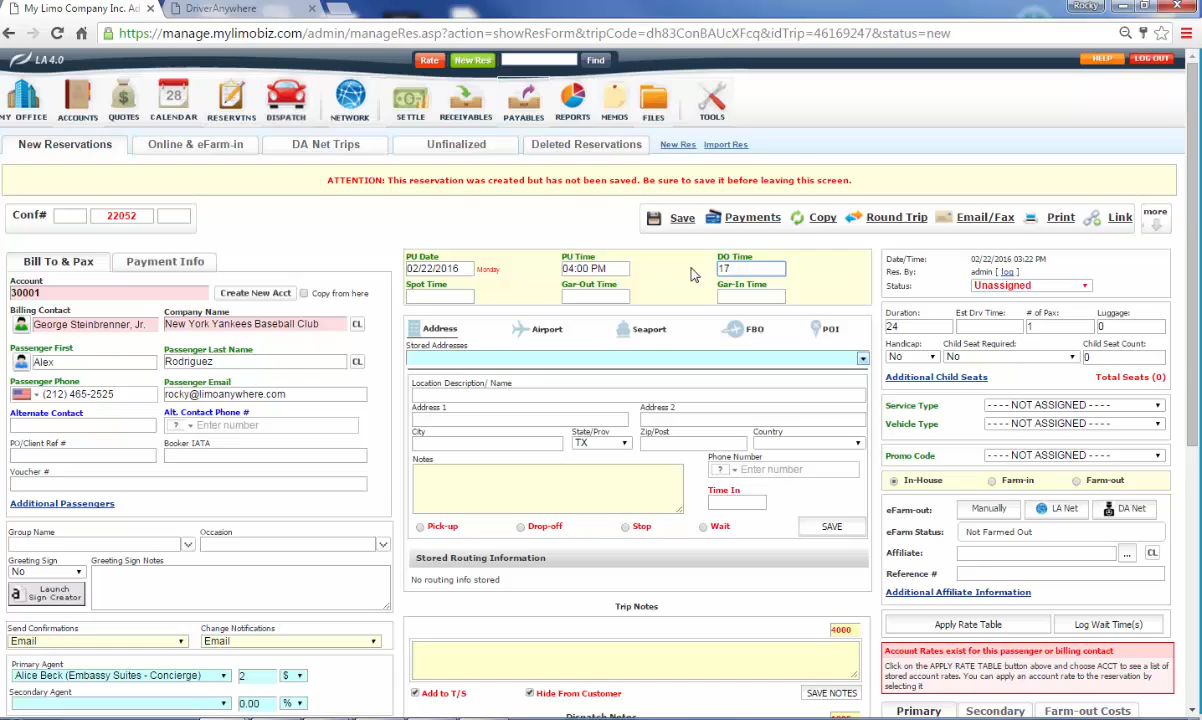 My Limo Company Inc. Ad × DriverAnywhere ×
Rocky
https://manage.mylimobiz.com/admin/manageRes.asp?action=showResForm&tripCode=dh83ConBAUcXFcq&idTrip=46169247&status=new
LA 4.0 Rate New Res Find HELP LOG OUT
28
MY OFFICE ACCOUNTS QUOTES CALENDAR RESERVTNS DISPATCH NETWORK SETTLE RECEIVABLES PAYABLES REPORTS MEMOS FILES TOOLS
New Reservations Online & eFarm-in DA Net Trips Unfinalized Deleted Reservations New Res Import Res
ATTENTION: This reservation was created but has not been saved. Be sure to save it before leaving this screen.
Conf# 22052 Save Payments Copy Round Trip Email/Fax Print Link more
Bill To & Pax Payment Info
Account
30001 Create New Acct Copy from here
Billing Contact Company Name
George Steinbrenner, Jr. New York Yankees Baseball Club CL
Passenger First Passenger Last Name
Alex Rodriguez CL
Passenger Phone Passenger Email
(212) 465-2525 rocky@limoanywhere.com
Alternate Contact Alt. Contact Phone #
? Enter number
PO/Client Ref # Booker IATA
Voucher #
Additional Passengers
Group Name Occasion
Greeting Sign Greeting Sign Notes
No
a Launch
Sign Creator
Send Confirmations Change Notifications
Email Email
Primary Agent
Alice Beck (Embassy Suites - Concierge) 2 $
Secondary Agent
0.00 %
PU Date PU Time DO Time
02/22/2016 Monday 04:00 PM 17
Spot Time Gar-Out Time Gar-In Time
Address Airport Seaport FBO POI
Stored Addresses
Location Description/ Name
Address 1 Address 2
City State/Prov Zip/Post Country
TX
Notes Phone Number
? Enter number
Time In
Pick-up Drop-off Stop Wait SAVE
Stored Routing Information
No routing info stored
Trip Notes
4000
Add to T/S Hide From Customer SAVE NOTES
Dispatch Notes 4000
Date/Time: 02/22/2016 03:22 PM
Res. By: admin [ log ]
Status: Unassigned
Duration: Est Drv Time: # of Pax: Luggage:
24 1 0
Handicap: Child Seat Required: Child Seat Count:
No No 0
Additional Child Seats Total Seats (0)
Service Type - - - - NOT ASSIGNED - - - -
Vehicle Type - - - - NOT ASSIGNED - - - -
Promo Code - - - - NOT ASSIGNED - - - -
In-House Farm-in Farm-out
eFarm-out: Manually LA Net DA Net
eFarm Status: Not Farmed Out
Affiliate: ... CL
Reference #
Additional Affiliate Information
Apply Rate Table Log Wait Time(s)
Account Rates exist for this passenger or billing contact
Click on the APPLY RATE TABLE button above and choose ACCT to see a list of
stored account rates. You can apply an account rate to the reservation by
selecting it
Primary Secondary Farm-out Costs